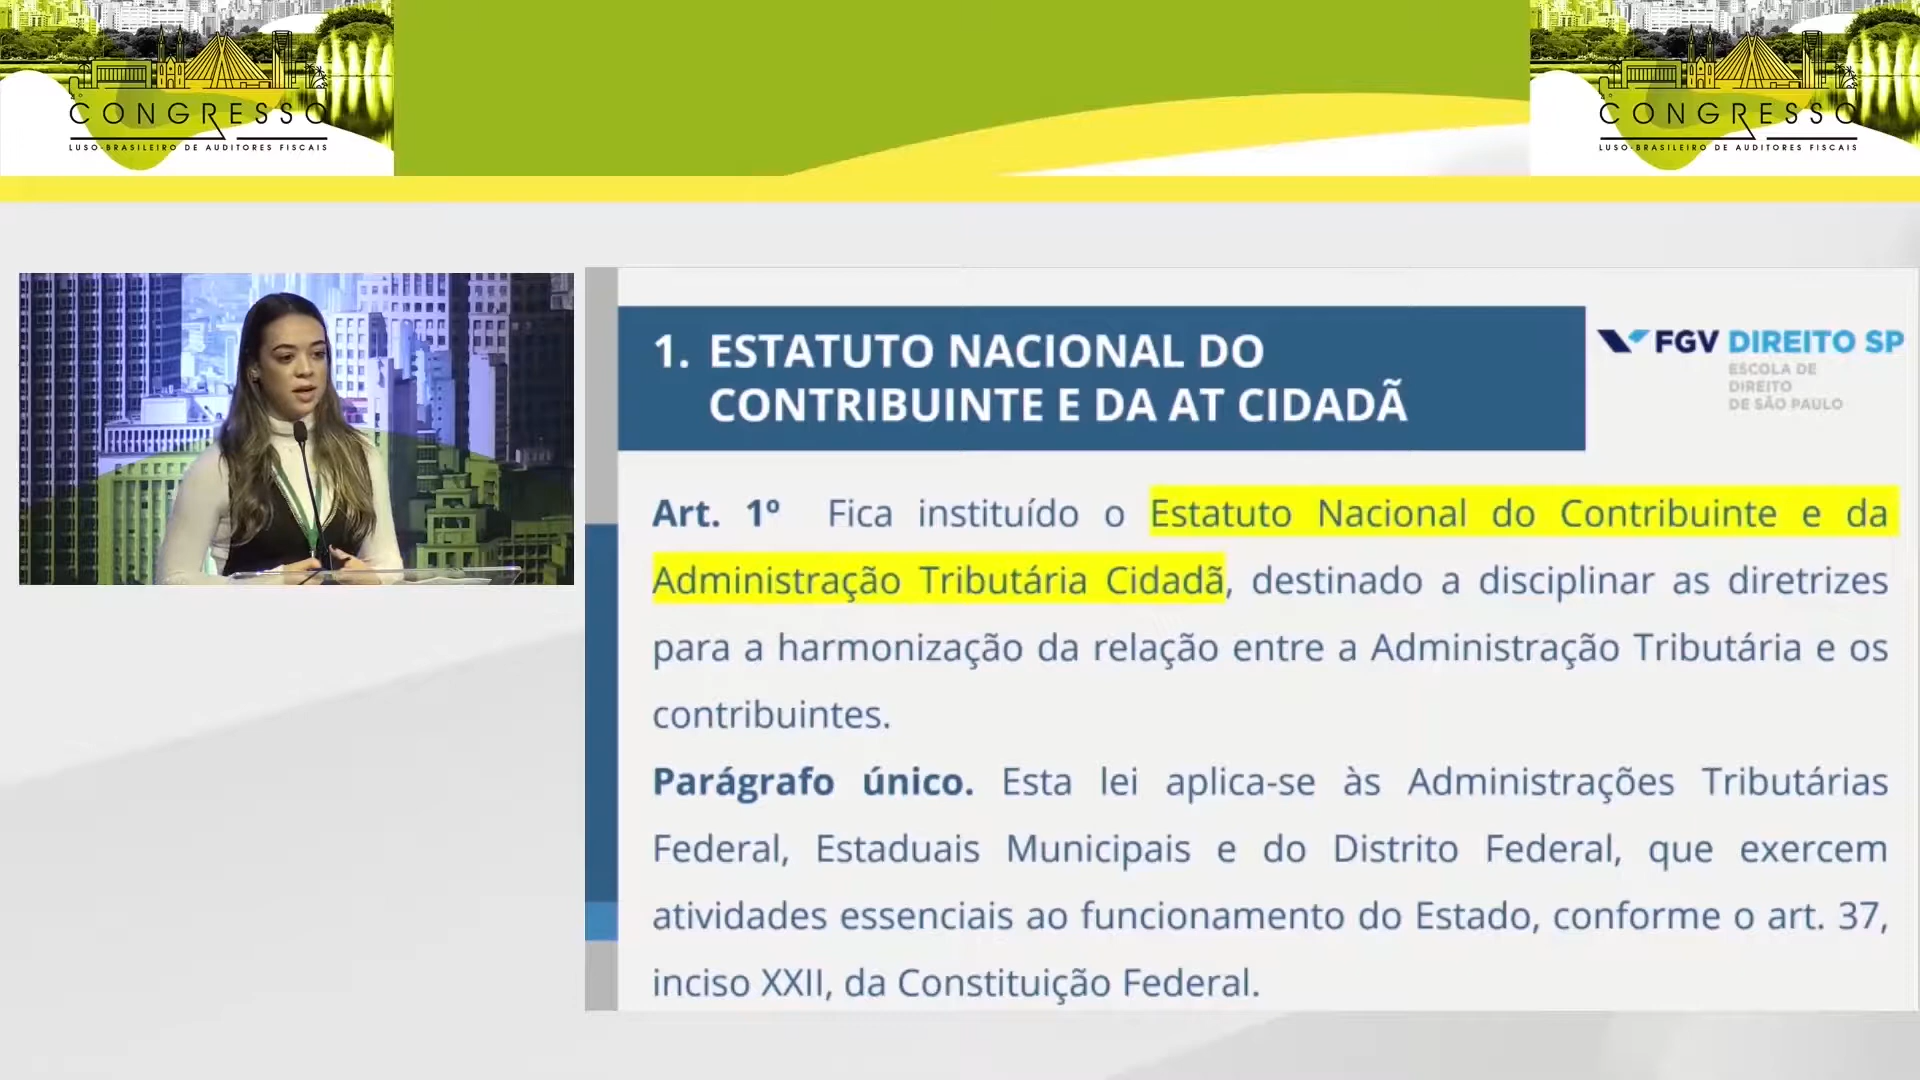 CONGRESSO
LUSO-BRASILEIRO DE AUDITORES FISCAIS
CONGRESSO
LUSO-BRASILEIRO DE AUDITORES FISCAIS
1. ESTATUTO NACIONAL DO
CONTRIBUINTE E DA AT CIDADÃ
FGV DIREITO SP
ESCOLA DE
DIREITO
DE SÃO PAULO
Art. 1º Fica instituído o Estatuto Nacional do Contribuinte e da
Administração Tributária Cidadã, destinado a disciplinar as diretrizes
para a harmonização da relação entre a Administração Tributária e os
contribuintes.
Parágrafo único. Esta lei aplica-se às Administrações Tributárias
Federal, Estaduais Municipais e do Distrito Federal, que exercem
atividades essenciais ao funcionamento do Estado, conforme o art. 37,
inciso XXII, da Constituição Federal.